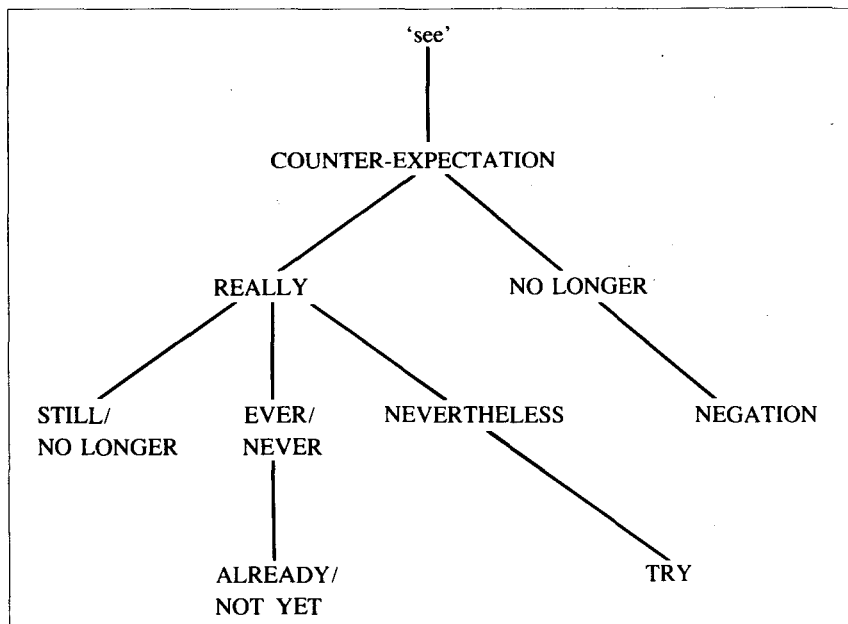 ‘see’
COUNTER-EXPECTATION
REALLY
NO LONGER
STILL/
NO LONGER
EVER/
NEVER
NEVERTHELESS
NEGATION
ALREADY/
NOT YET
TRY